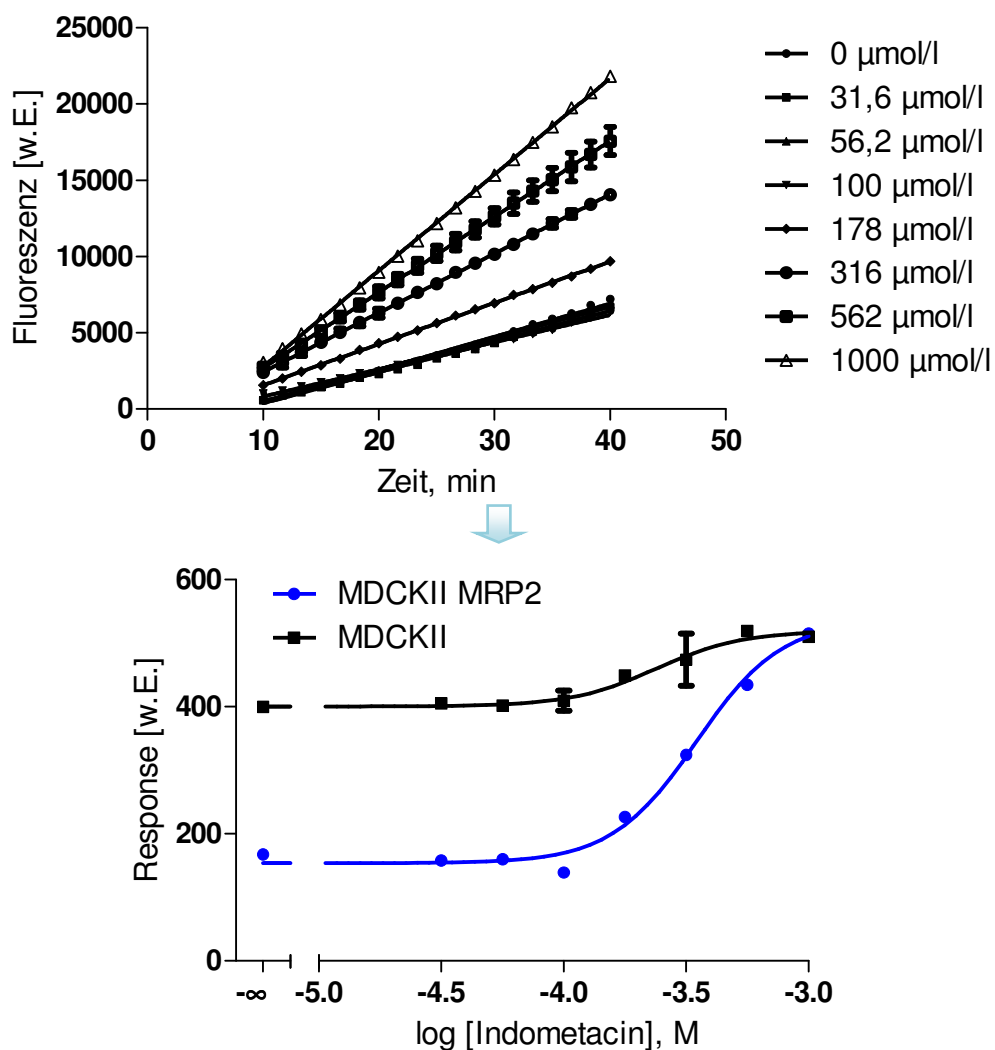 25000
20000
15000
10000
5000
0
Fluoreszenz [w.E.]
0 10 20 30 40 50
Zeit, min
0 µmol/l
31,6 µmol/l
56,2 µmol/l
100 µmol/l
178 µmol/l
316 µmol/l
562 µmol/l
1000 µmol/l
600
400
200
0
Response [w.E.]
MDCKII MRP2
MDCKII
-∞ -5.0 -4.5 -4.0 -3.5 -3.0
log [Indometacin], M